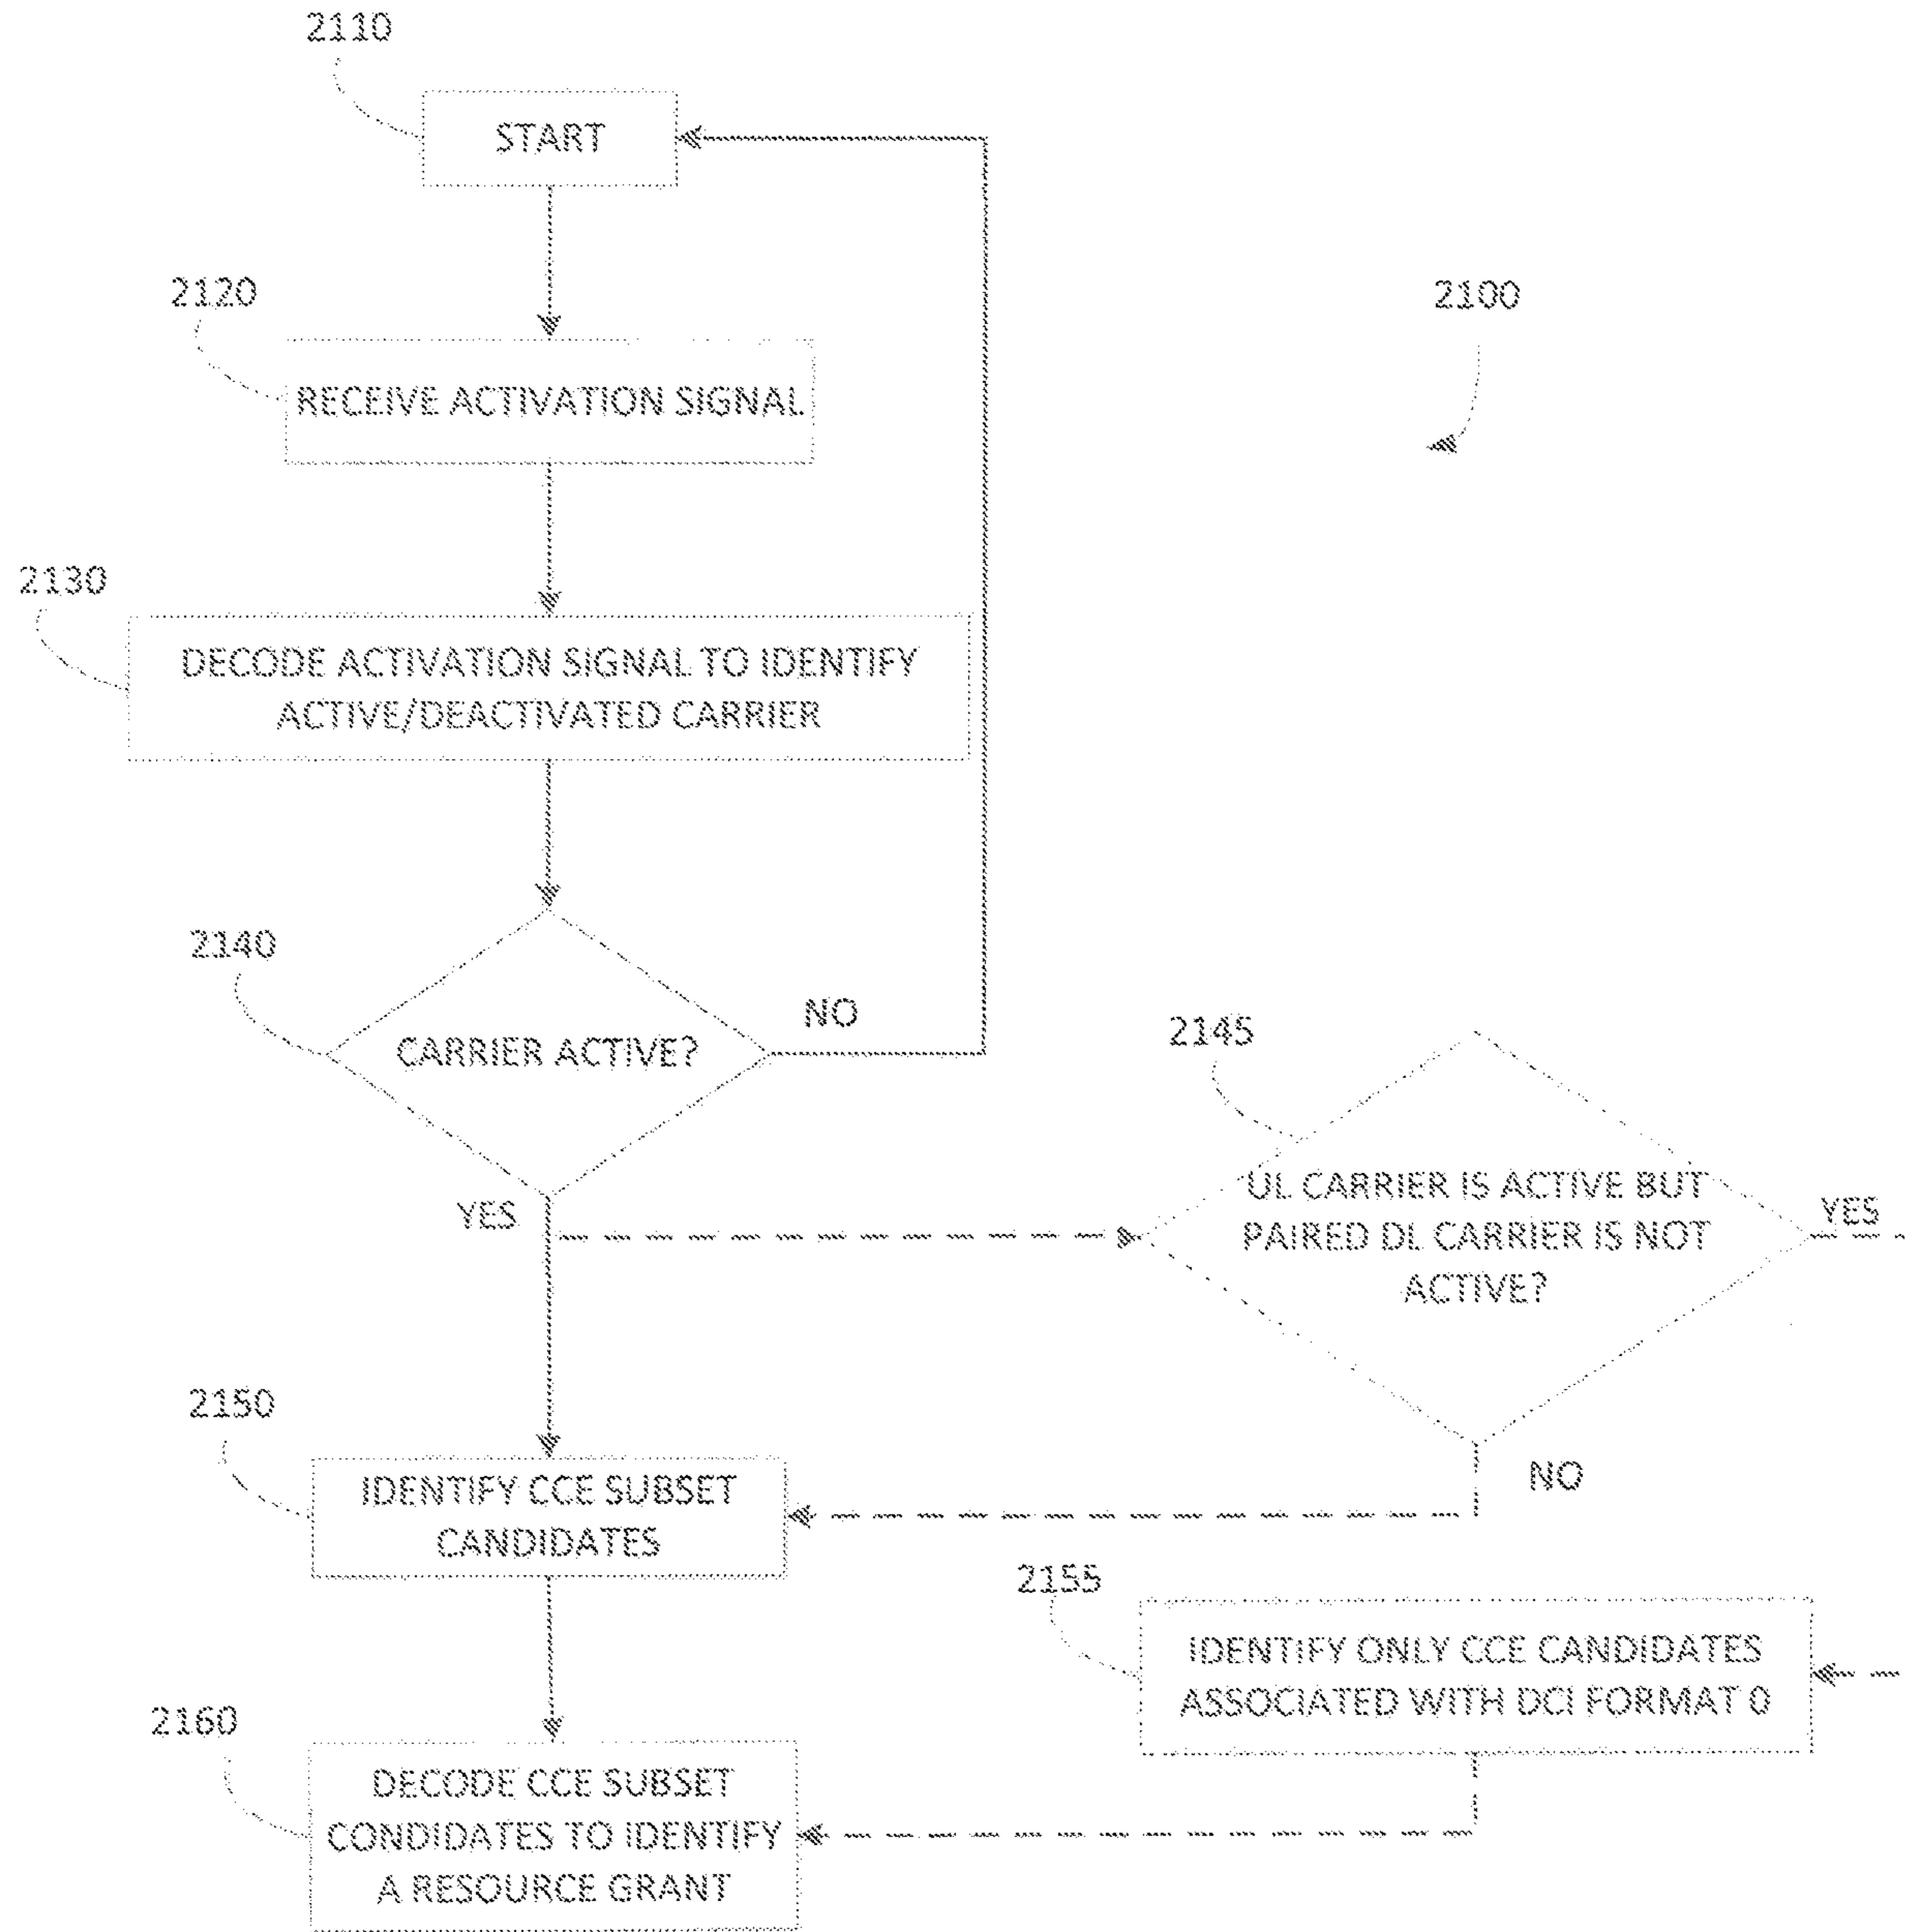 2110
START
2120
2100
RECEIVE ACTIVATION SIGNAL
2130
DECODE ACTIVATION SIGNAL TO IDENTIFY
ACTIVE/DEACTIVATED CARRIER
2140
NO
CARRIER ACTIVE?
2145
YES
UL CARRIER IS ACTIVE BUT
PAIRED DL CARRIER IS NOT
ACTIVE?
YES
NO
2150
IDENTIFY CCE SUBSET
CANDIDATES
2155
IDENTIFY ONLY CCE CANDIDATES
ASSOCIATED WITH DCI FORMAT 0
2160
DECODE CCE SUBSET
CONDIDATES TO IDENTIFY
A RESOURCE GRANT